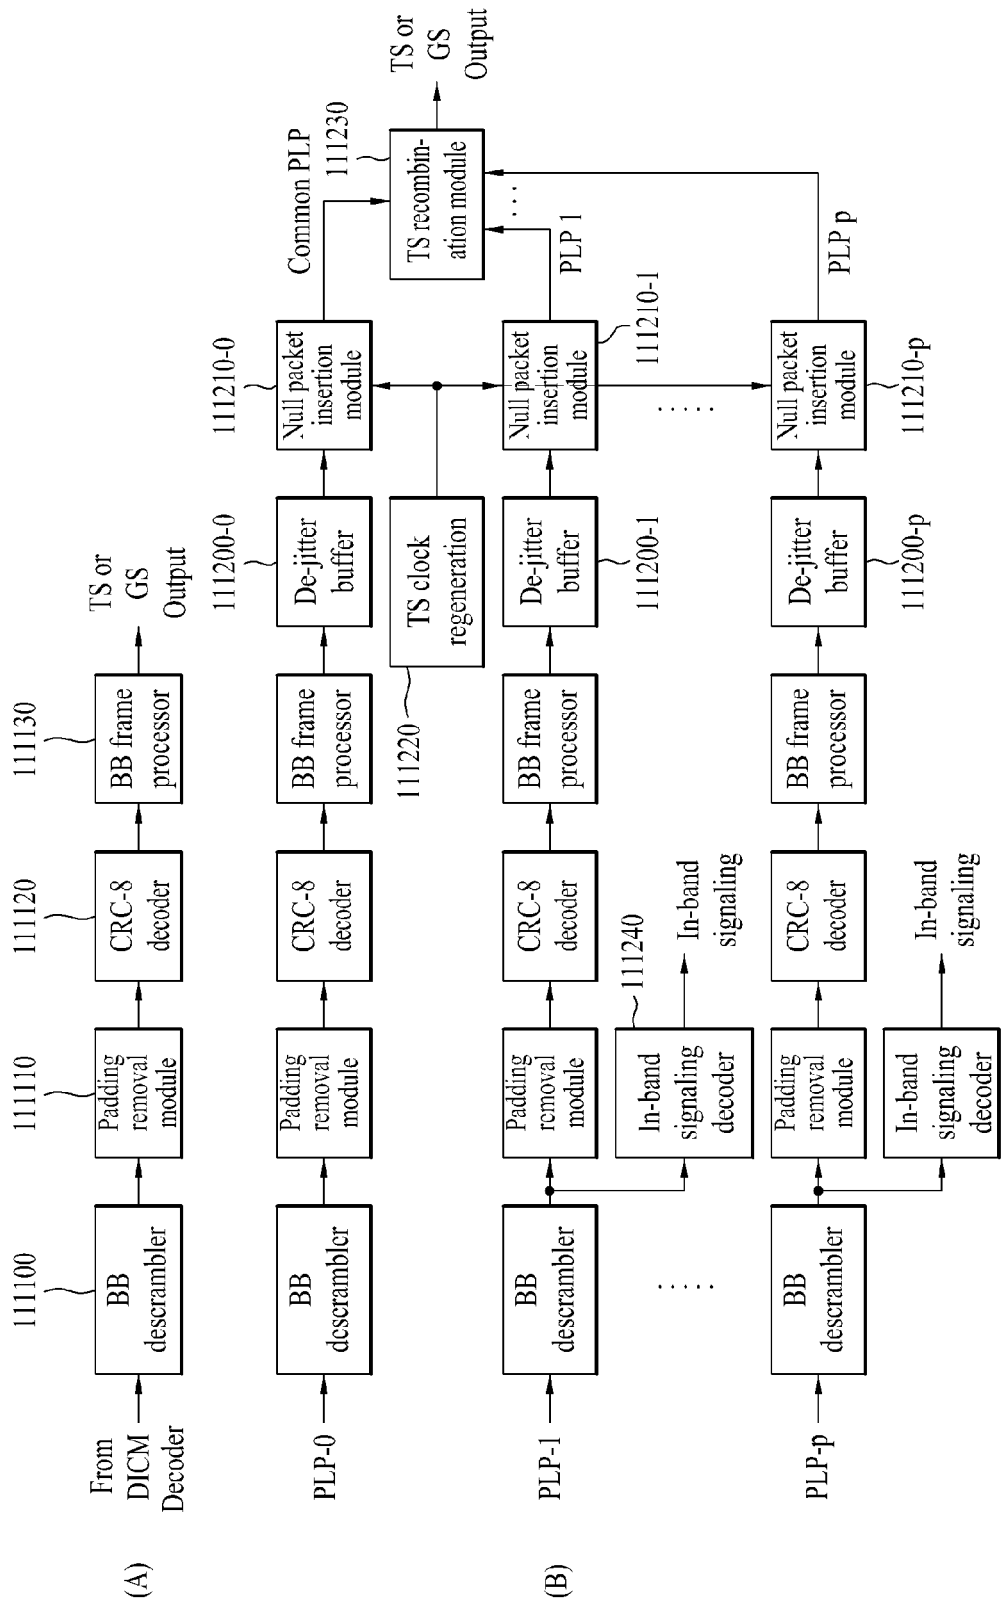 (A)
From
DICM
Decoder
111100
BB
descrambler
111110
Padding
removal
module
111120
CRC-8
decoder
111130
BB frame
processor
TS or
GS
Output
(B)
PLP-0
BB
descrambler
Padding
removal
module
CRC-8
decoder
BB frame
processor
111200-0
De-jitter
buffer
111210-0
Null packet
insertion
module
Common PLP
111220
TS clock
regeneration
111230
TS recombin-
ation module
TS or
GS
Output
PLP-1
BB
descrambler
Padding
removal
module
CRC-8
decoder
BB frame
processor
De-jitter
buffer
111200-1
Null packet
insertion
module
111210-1
PLP 1
. . .
In-band
signaling
decoder
111240
In-band
signaling
. . . . .
. . . . .
PLP-p
BB
descrambler
Padding
removal
module
CRC-8
decoder
BB frame
processor
De-jitter
buffer
111200-p
Null packet
insertion
module
111210-p
PLP p
In-band
signaling
decoder
In-band
signaling